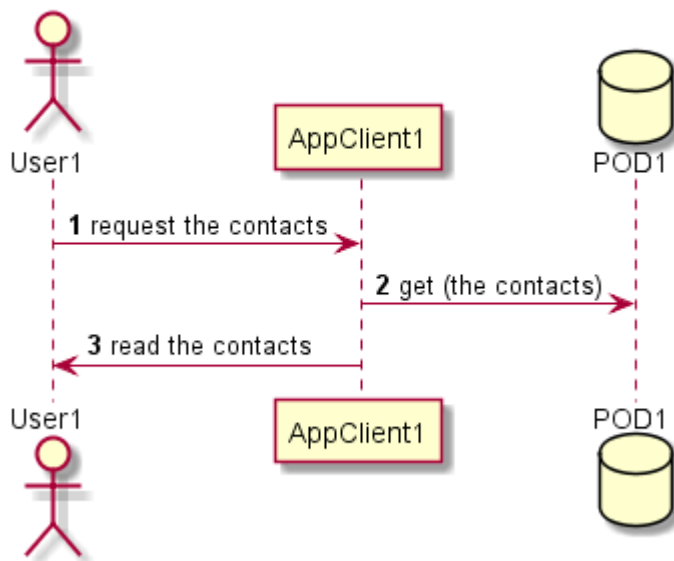 User1
AppClient1
POD1
1 request the contacts
2 get (the contacts)
3 read the contacts
User1
AppClient1
POD1